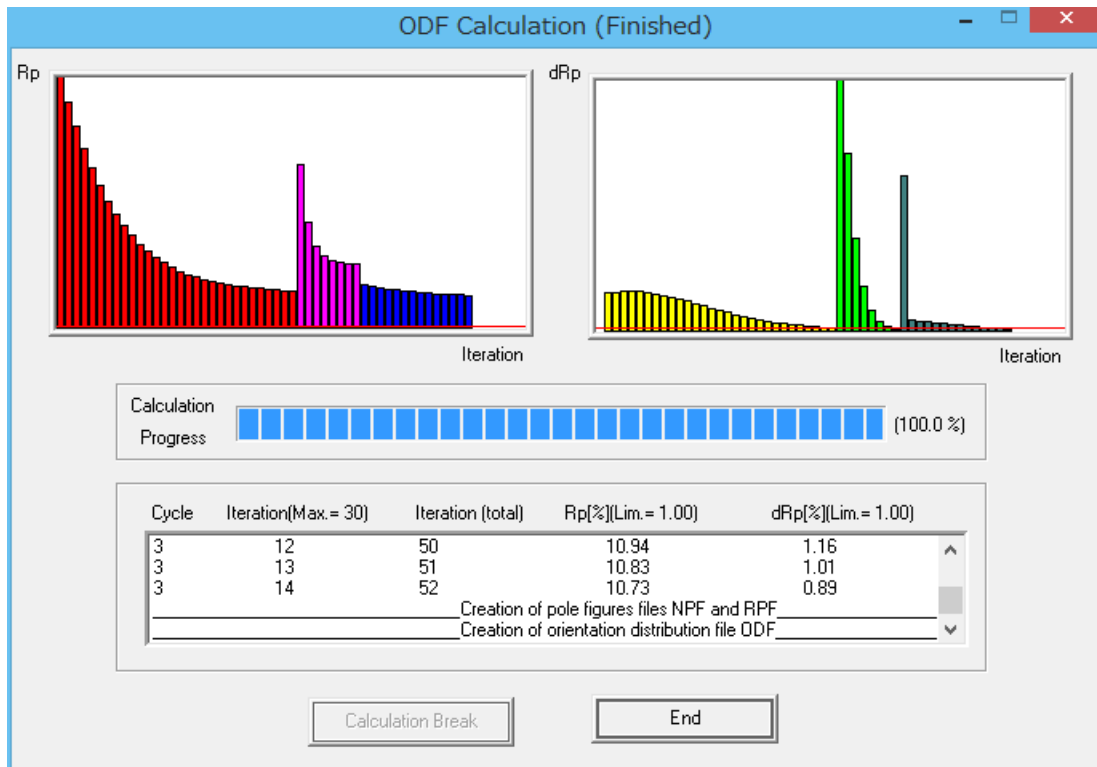 ODF Calculation (Finished)
Rp
dRp
Iteration
Iteration
Calculation
Progress
(100.0 %)
Cycle Iteration(Max.= 30) Iteration (total) Rp[%](Lim.= 1.00) dRp[%](Lim.= 1.00)
3 12 50 10.94 1.16
3 13 51 10.83 1.01
3 14 52 10.73 0.89
Creation of pole figures files NPF and RPF
Creation of orientation distribution file ODF
Calculation Break
End